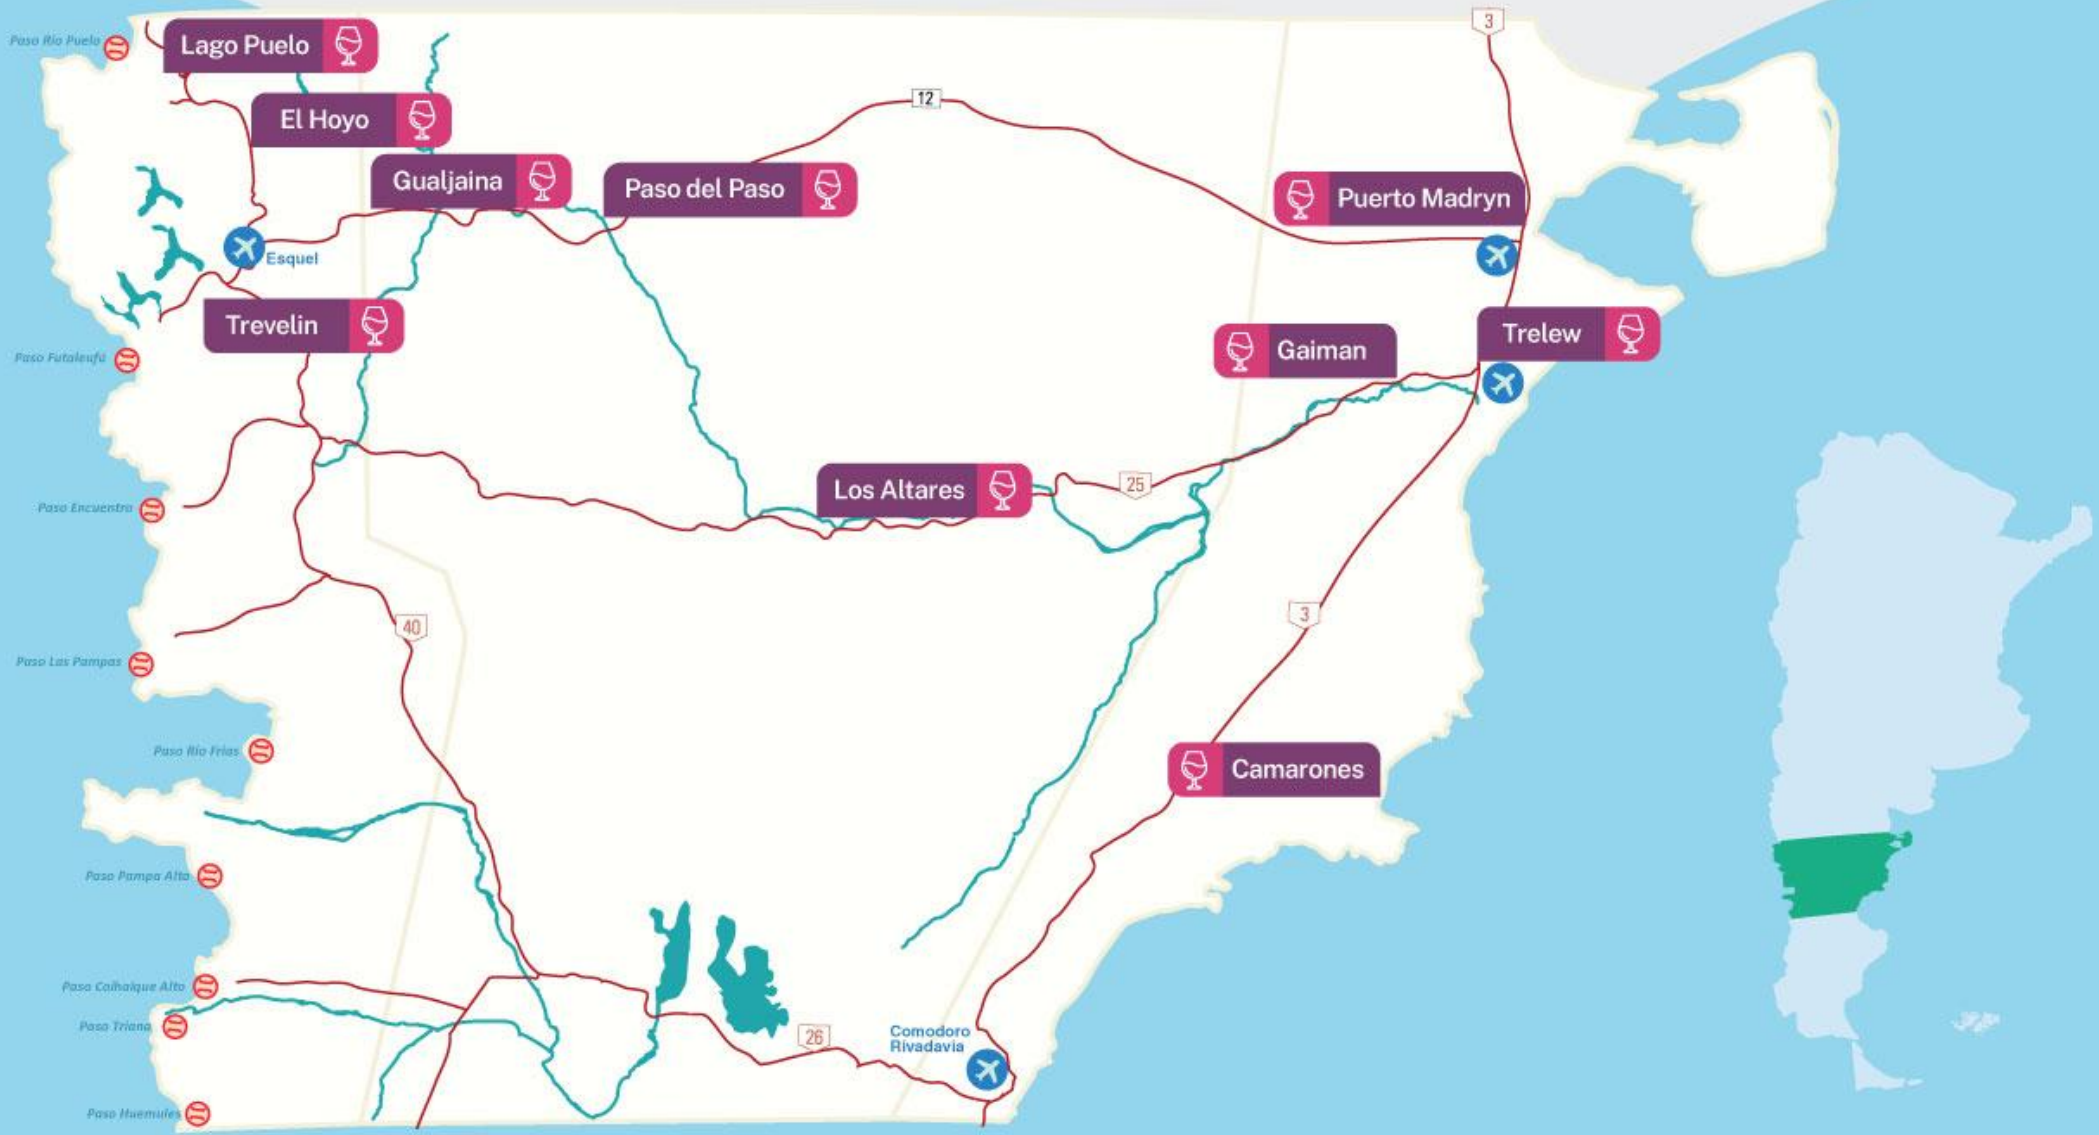 Paso Río Puelo
Lago Puelo
3
El Hoyo
12
Gualjaina
Paso del Paso
Puerto Madryn
Esquel
Trevelin
Gaiman
Trelew
Paso Futaleufú
Los Altares
25
Paso Encuentro
40
3
Paso Las Pampas
Paso Río Frías
Camarones
Paso Pampa Alta
Paso Coihaique Alto
Paso Triana
26
Comodoro
Rivadavia
Paso Huemules